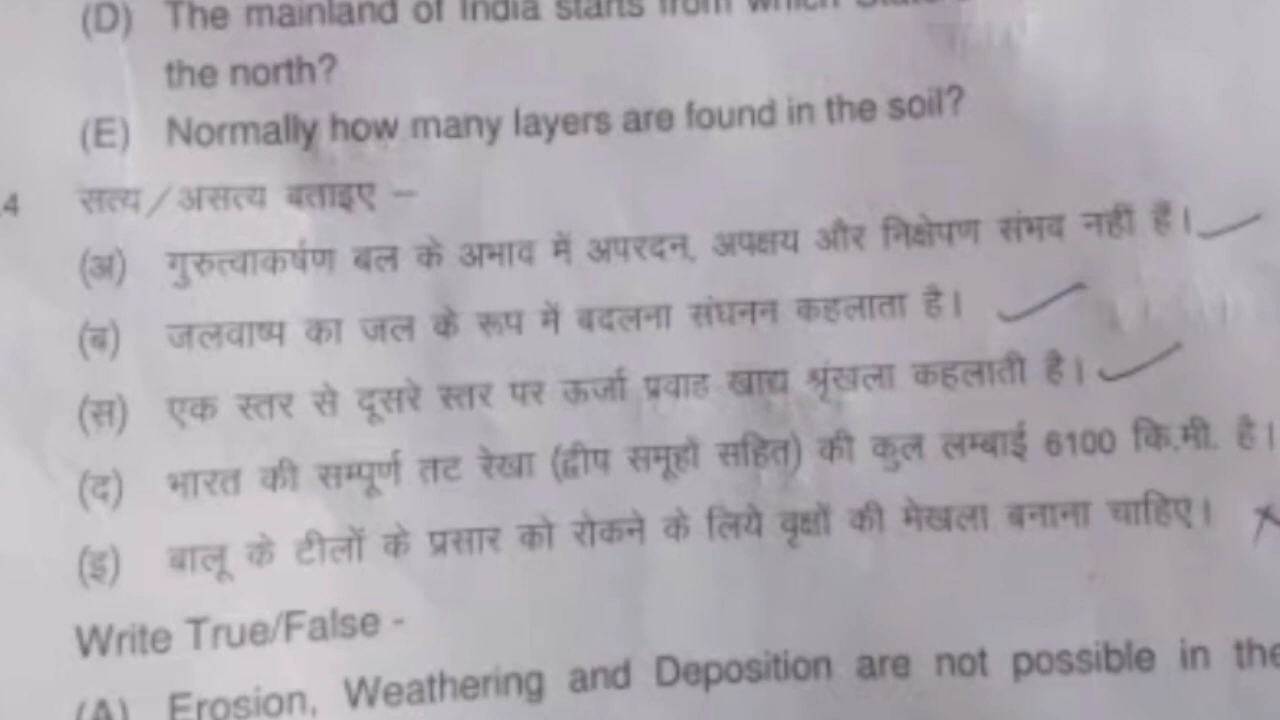 (D) The mainland of India starts from which
the north?
(E) Normally how many layers are found in the soil?
4 सत्य/असत्य बताइए –
(अ) गुरुत्वाकर्षण बल के अभाव में अपरदन, अपक्षय और निक्षेपण संभव नहीं है।
(ब) जलवाष्प का जल के रूप में बदलना संघनन कहलाता है।
(स) एक स्तर से दूसरे स्तर पर ऊर्जा प्रवाह खाद्य श्रृंखला कहलाती है।
(द) भारत की सम्पूर्ण तट रेखा (द्वीप समूहों सहित) की कुल लम्बाई 6100 कि.मी. है।
(इ) बालू के टीलों के प्रसार को रोकने के लिये वृक्षों की मेखला बनाना चाहिए।
Write True/False -
(A) Erosion, Weathering and Deposition are not possible in the